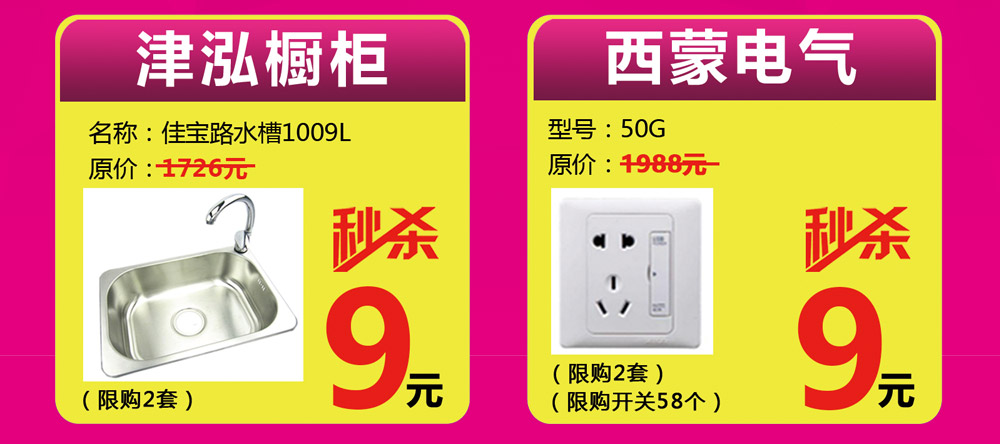 津泓橱柜
名称：佳宝路水槽1009L
原价：1726元
秒杀
9元
（限购2套）
西蒙电气
型号：50G
原价：1988元
秒杀
9元
（限购2套）
（限购开关58个）